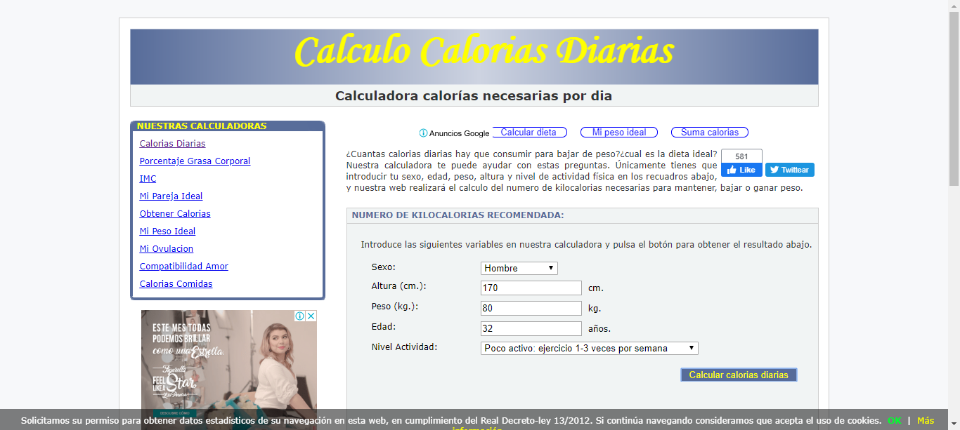 Calculo Calorias Diarias
Calculadora calorías necesarias por dia
NUESTRAS CALCULADORAS
Calorias Diarias
Porcentaje Grasa Corporal
IMC
Mi Pareja Ideal
Obtener Calorias
Mi Peso Ideal
Mi Ovulacion
Compatibilidad Amor
Calorias Comidas
Anuncios Google
Calcular dieta
Mi peso ideal
Suma calorias
¿Cuantas calorias diarias hay que consumir para bajar de peso?¿cual es la dieta ideal?
Nuestra calculadora te puede ayudar con estas preguntas. Únicamente tienes que
introducir tu sexo, edad, peso, altura y nivel de actividad física en los recuadros abajo,
y nuestra web realizará el calculo del numero de kilocalorias necesarias para mantener, bajar o ganar peso.
581
Like
Twittear
NUMERO DE KILOCALORIAS RECOMENDADA:
Introduce las siguientes variables en nuestra calculadora y pulsa el botón para obtener el resultado abajo.
Sexo: Hombre
Altura (cm.): 170 cm.
Peso (kg.): 80 kg.
Edad: 32 años.
Nivel Actividad: Poco activo: ejercicio 1-3 veces por semana
Calcular calorias diarias
ESTE MES TODAS
PODEMOS BRILLAR
como una Estrella.
FEEL
LIKE A
Star
Solicitamos su permiso para obtener datos estadísticos de su navegación en esta web, en cumplimiento del Real Decreto-ley 13/2012. Si continúa navegando consideramos que acepta el uso de cookies. OK | Más
información